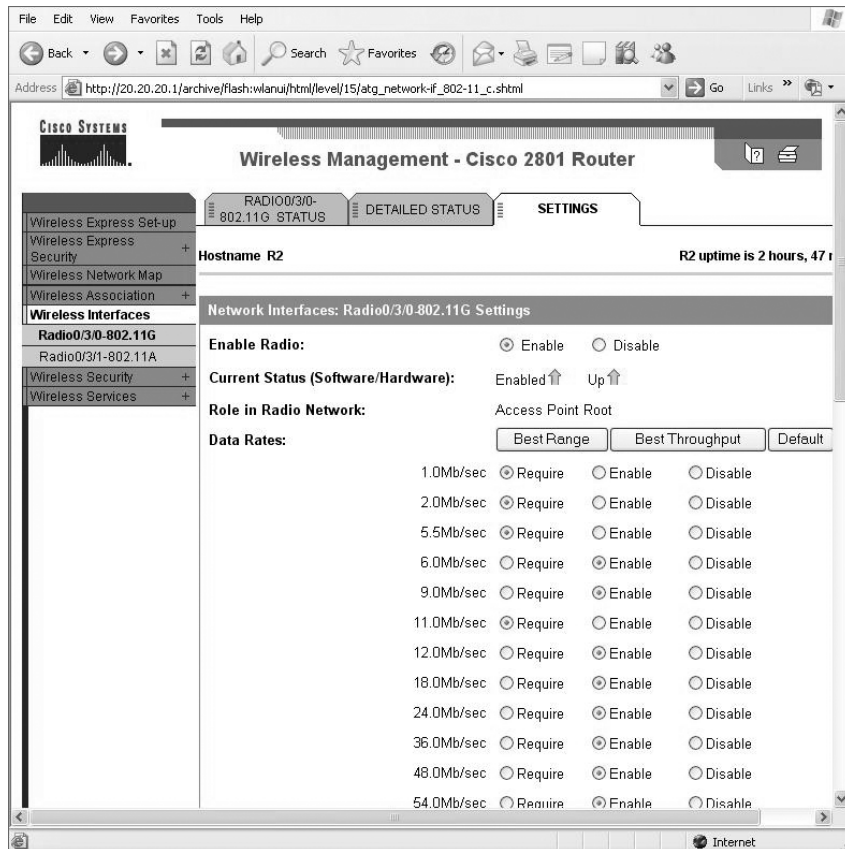 File Edit View Favorites Tools Help
Back Search Favorites
Address http://20.20.20.1/archive/flash:wlanui/html/level/15/atg_network-if_802-11_c.shtml Go Links »
CISCO SYSTEMS
Wireless Management - Cisco 2801 Router
RADIO0/3/0-
802.11G STATUS
DETAILED STATUS
SETTINGS
Wireless Express Set-up
Wireless Express
Security +
Wireless Network Map
Wireless Association +
Wireless Interfaces
Radio0/3/0-802.11G
Radio0/3/1-802.11A
Wireless Security +
Wireless Services +
Hostname R2 R2 uptime is 2 hours, 47
Network Interfaces: Radio0/3/0-802.11G Settings
Enable Radio: Enable Disable
Current Status (Software/Hardware): Enabled Up
Role in Radio Network: Access Point Root
Data Rates: Best Range Best Throughput Default
1.0Mb/sec Require Enable Disable
2.0Mb/sec Require Enable Disable
5.5Mb/sec Require Enable Disable
6.0Mb/sec Require Enable Disable
9.0Mb/sec Require Enable Disable
11.0Mb/sec Require Enable Disable
12.0Mb/sec Require Enable Disable
18.0Mb/sec Require Enable Disable
24.0Mb/sec Require Enable Disable
36.0Mb/sec Require Enable Disable
48.0Mb/sec Require Enable Disable
54.0Mb/sec Require Enable Disable
Internet